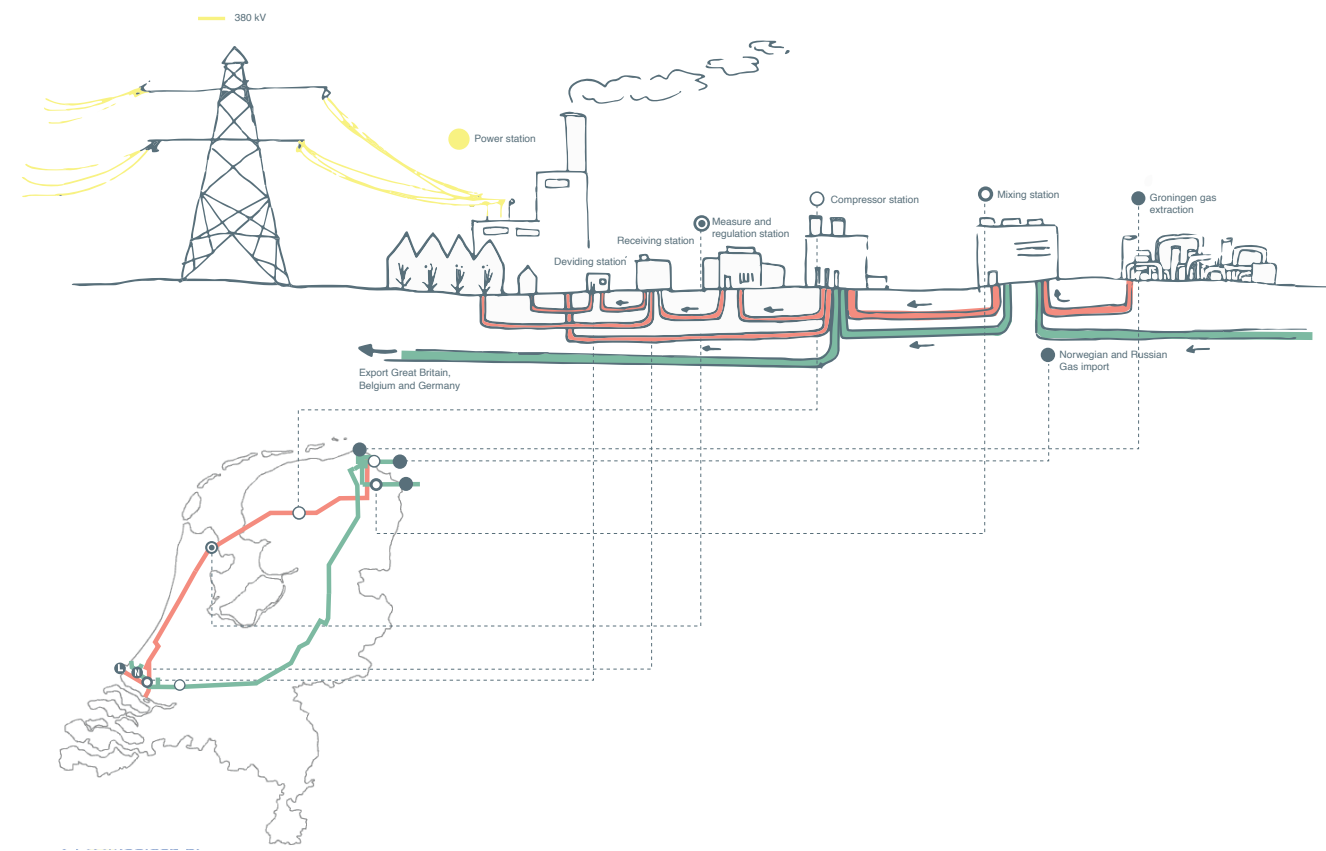 380 kV
Power station
Compressor station
Mixing station
Groningen gas
extraction
Measure and
regulation station
Receiving station
Deviding station
Norwegian and Russian
Gas import
Export Great Britain,
Belgium and Germany
L
N